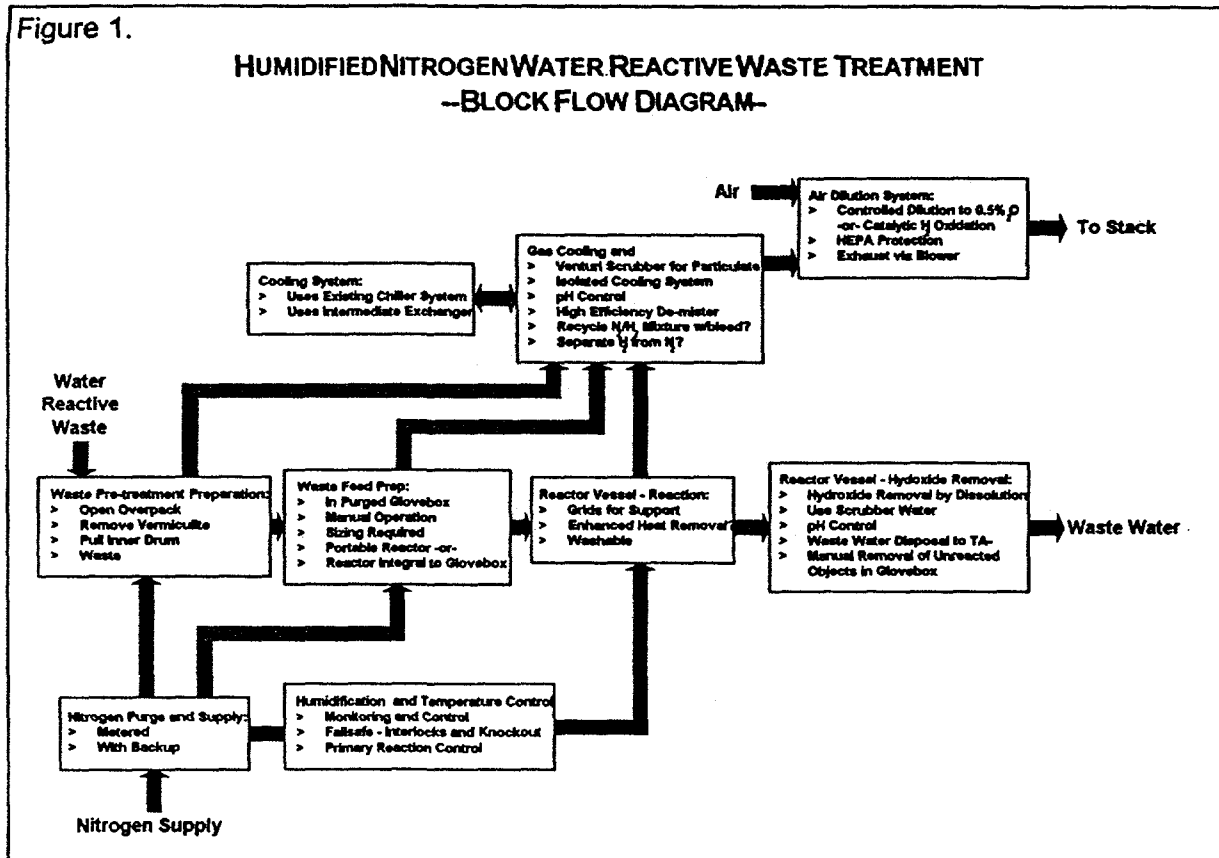 Figure 1.
HUMIDIFIED NITROGEN WATER REACTIVE WASTE TREATMENT
--BLOCK FLOW DIAGRAM--
Air
Air Dilution System:
> Controlled Dilution to 0.5%
-or- Catalytic H2 Oxidation
> HEPA Protection
> Exhaust via Blower
To Stack
Gas Cooling and
> Venturi Scrubber for Particulate
> Isolated Cooling System
> pH Control
> High Efficiency De-mister
> Recycle N2/H2 Mixture w/bleed?
> Separate H2 from N2?
Cooling System:
> Uses Existing Chiller System
> Uses Intermediate Exchanger
Water
Reactive
Waste
Waste Pre-treatment Preparation:
> Open Overpack
> Remove Vermiculite
> Pull Inner Drum
> Waste
Waste Feed Prep:
> In Purged Glovebox
> Manual Operation
> Sizing Required
> Portable Reactor -or-
> Reactor Integral to Glovebox
Reactor Vessel - Reaction:
> Grids for Support
> Enhanced Heat Removal?
> Washable
Reactor Vessel - Hydoxide Removal:
> Hydroxide Removal by Dissolution
> Use Scrubber Water
> pH Control
> Waste Water Disposal to TA-
> Manual Removal of Unreacted
Objects in Glovebox
Waste Water
Nitrogen Purge and Supply:
> Metered
> With Backup
Humidification and Temperature Control
> Monitoring and Control
> Failsafe - Interlocks and Knockout
> Primary Reaction Control
Nitrogen Supply